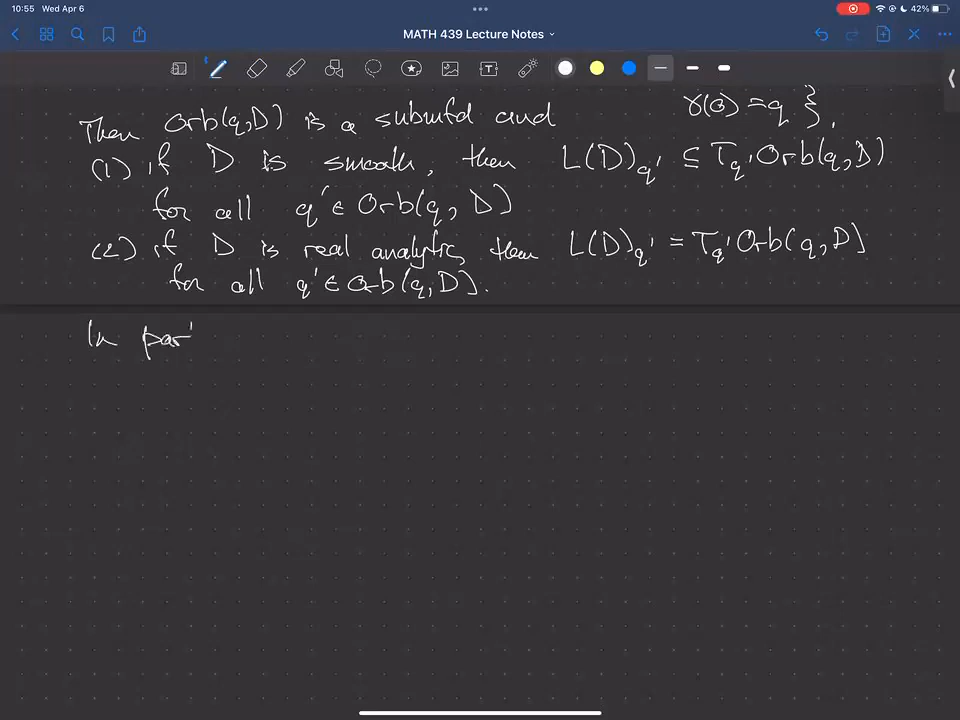 10:55 Wed Apr 6
42%
MATH 439 Lecture Notes
γ(0) = q }.
Then Orb(q,D) is a submfd and
(1) if D is smooth, then L(D)q' ⊆ Tq' Orb(q,D)
for all q' ∈ Orb(q, D)
(2) if D is real analytic, then L(D)q' = Tq' Orb(q,D)
for all q' ∈ Orb(q,D).
In par